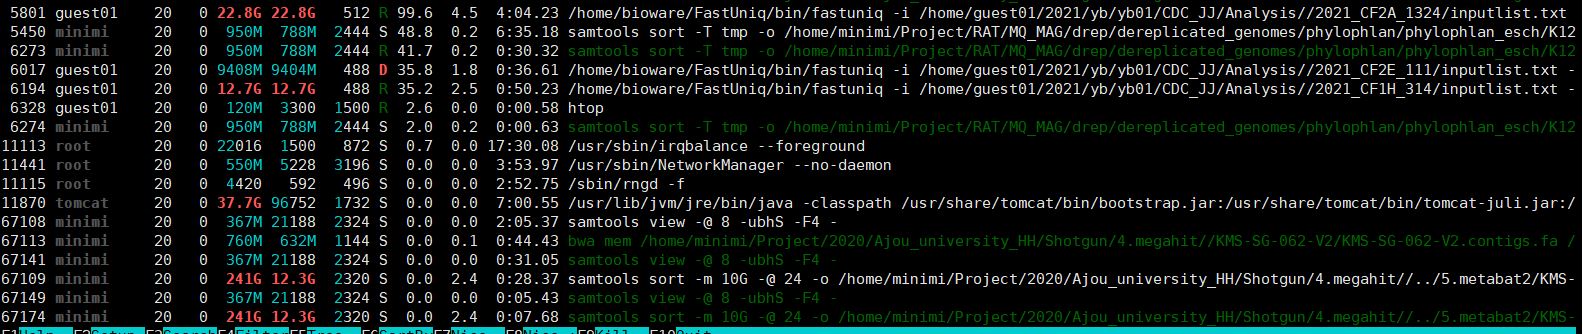 5801 guest01 20 0 22.8G 22.8G 512 R 99.6 4.5 4:04.23 /home/bioware/FastUniq/bin/fastuniq -i /home/guest01/2021/yb/yb01/CDC_JJ/Analysis//2021_CF2A_1324/inputlist.txt
5450 minimi 20 0 950M 788M 2444 S 48.8 0.2 6:35.18 samtools sort -T tmp -o /home/minimi/Project/RAT/MQ_MAG/drep/dereplicated_genomes/phylophlan/phylophlan_esch/K12
6273 minimi 20 0 950M 788M 2444 R 41.7 0.2 0:30.32 samtools sort -T tmp -o /home/minimi/Project/RAT/MQ_MAG/drep/dereplicated_genomes/phylophlan/phylophlan_esch/K12
6017 guest01 20 0 9408M 9404M 488 D 35.8 1.8 0:36.61 /home/bioware/FastUniq/bin/fastuniq -i /home/guest01/2021/yb/yb01/CDC_JJ/Analysis//2021_CF2E_111/inputlist.txt -
6194 guest01 20 0 12.7G 12.7G 488 R 35.2 2.5 0:50.23 /home/bioware/FastUniq/bin/fastuniq -i /home/guest01/2021/yb/yb01/CDC_JJ/Analysis//2021_CF1H_314/inputlist.txt -
6328 guest01 20 0 120M 3300 1500 R 2.6 0.0 0:00.58 htop
6274 minimi 20 0 950M 788M 2444 S 2.0 0.2 0:00.63 samtools sort -T tmp -o /home/minimi/Project/RAT/MQ_MAG/drep/dereplicated_genomes/phylophlan/phylophlan_esch/K12
11113 root 20 0 22016 1500 872 S 0.7 0.0 17:30.08 /usr/sbin/irqbalance --foreground
11441 root 20 0 550M 5228 3196 S 0.0 0.0 3:53.97 /usr/sbin/NetworkManager --no-daemon
11115 root 20 0 4420 592 496 S 0.0 0.0 2:52.75 /sbin/rngd -f
11870 tomcat 20 0 37.7G 96752 1732 S 0.0 0.0 7:00.55 /usr/lib/jvm/jre/bin/java -classpath /usr/share/tomcat/bin/bootstrap.jar:/usr/share/tomcat/bin/tomcat-juli.jar:/
67108 minimi 20 0 367M 21188 2324 S 0.0 0.0 2:05.37 samtools view -@ 8 -ubhS -F4 -
67113 minimi 20 0 760M 632M 1144 S 0.0 0.1 0:44.43 bwa mem /home/minimi/Project/2020/Ajou_university_HH/Shotgun/4.megahit//KMS-SG-062-V2/KMS-SG-062-V2.contigs.fa /
67141 minimi 20 0 367M 21188 2324 S 0.0 0.0 0:31.05 samtools view -@ 8 -ubhS -F4 -
67109 minimi 20 0 241G 12.3G 2320 S 0.0 2.4 0:28.37 samtools sort -m 10G -@ 24 -o /home/minimi/Project/2020/Ajou_university_HH/Shotgun/4.megahit//../5.metabat2/KMS-
67149 minimi 20 0 367M 21188 2324 S 0.0 0.0 0:05.43 samtools view -@ 8 -ubhS -F4 -
67174 minimi 20 0 241G 12.3G 2320 S 0.0 2.4 0:07.68 samtools sort -m 10G -@ 24 -o /home/minimi/Project/2020/Ajou_university_HH/Shotgun/4.megahit//../5.metabat2/KMS-